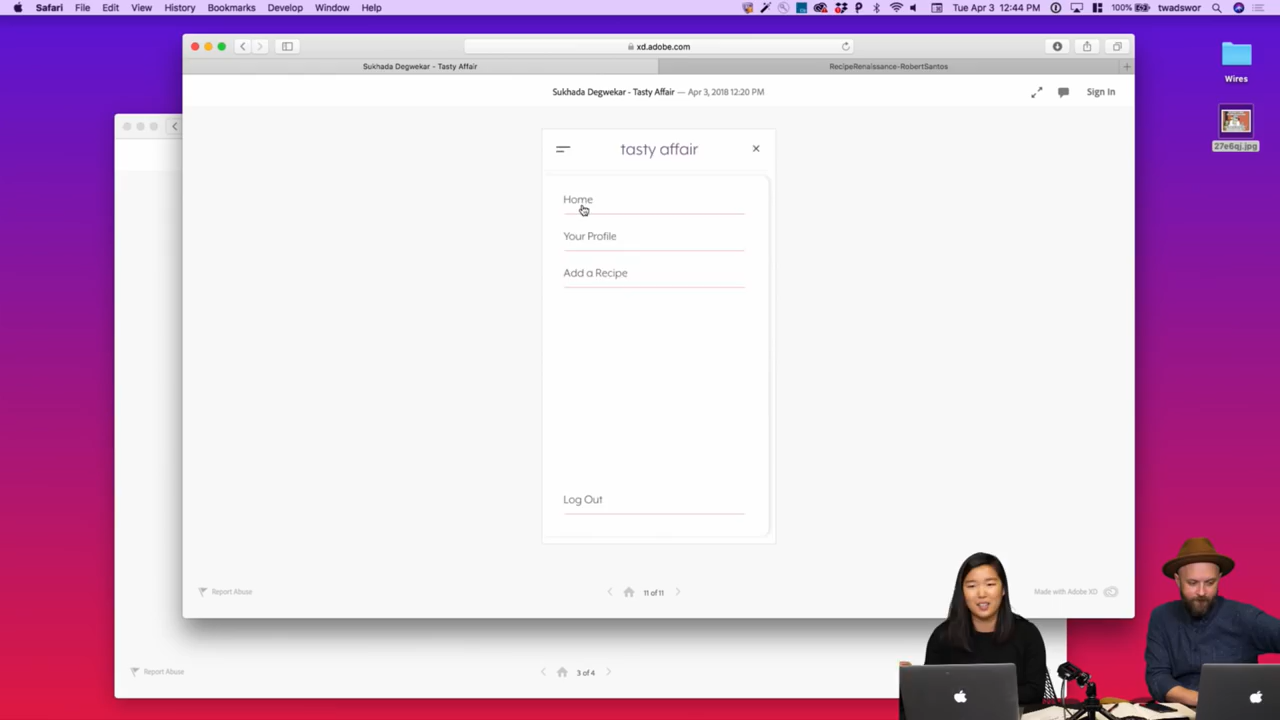 Safari File Edit View History Bookmarks Develop Window Help
100% Tue Apr 3 12:44 PM twadswor
xd.adobe.com
Sukhada Degwekar - Tasty Affair
RecipeRenaissance-RobertSantos
Sukhada Degwekar - Tasty Affair — Apr 3, 2018 12:20 PM
Sign In
Wires
27e6qj.jpg
tasty affair
Home
Your Profile
Add a Recipe
Log Out
Report Abuse
11 of 11
Made with Adobe XD
Report Abuse
3 of 4